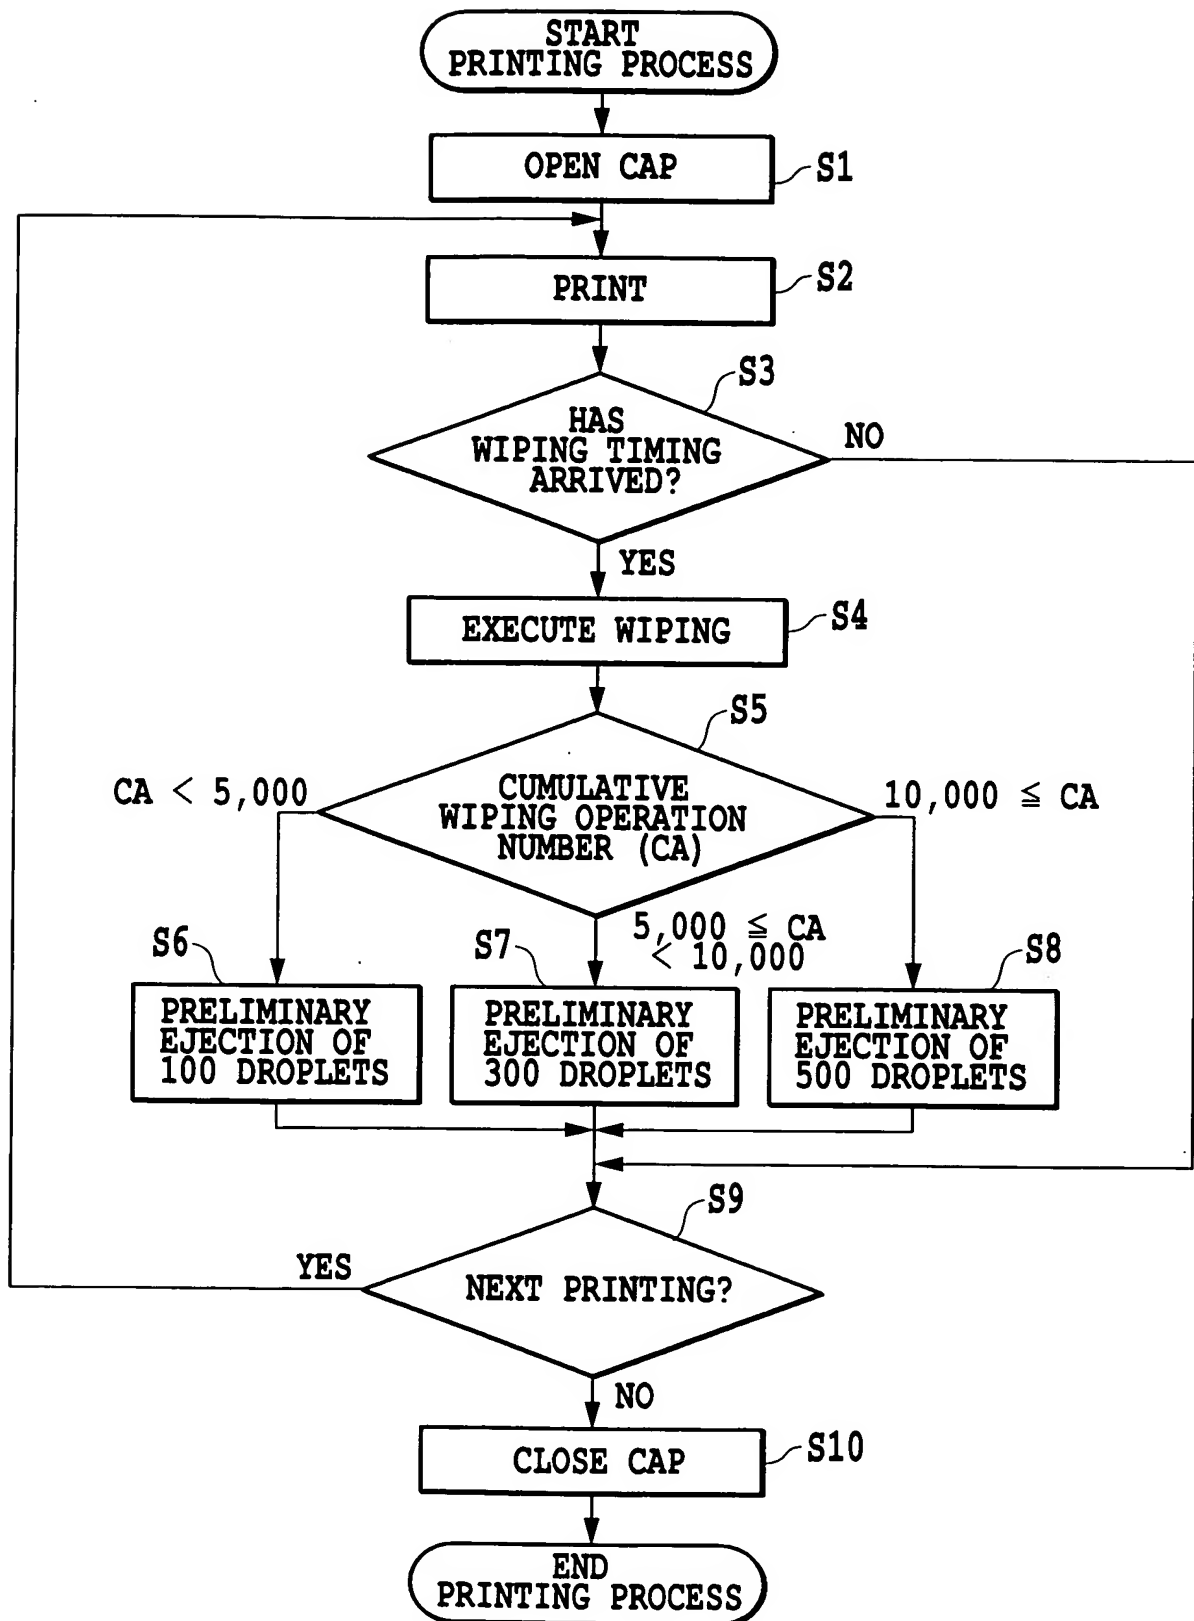 START
PRINTING PROCESS
OPEN CAP
S1
PRINT
S2
S3
HAS
WIPING TIMING
ARRIVED?
NO
YES
EXECUTE WIPING
S4
S5
CA < 5,000
CUMULATIVE
WIPING OPERATION
NUMBER (CA)
10,000 ≦ CA
5,000 ≦ CA
< 10,000
S6
S7
S8
PRELIMINARY
EJECTION OF
100 DROPLETS
PRELIMINARY
EJECTION OF
300 DROPLETS
PRELIMINARY
EJECTION OF
500 DROPLETS
S9
YES
NEXT PRINTING?
NO
CLOSE CAP
S10
END
PRINTING PROCESS